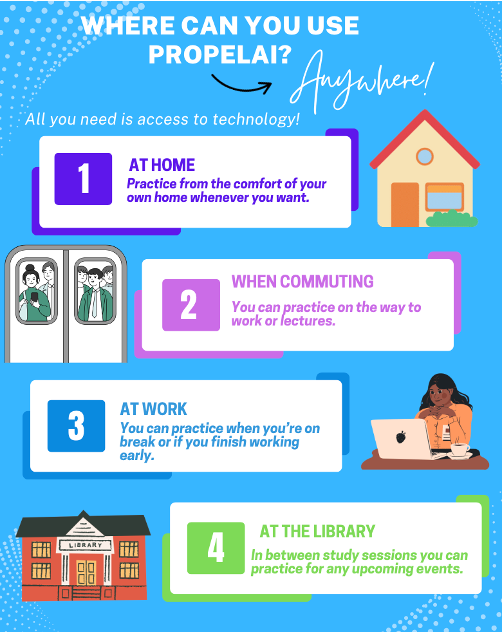 WHERE CAN YOU USE
PROPELAI?
Anywhere!
All you need is access to technology!
1
AT HOME
Practice from the comfort of your
own home whenever you want.
2
WHEN COMMUTING
You can practice on the way to
work or lectures.
3
AT WORK
You can practice when you're on
break or if you finish working
early.
LIBRARY
4
AT THE LIBRARY
In between study sessions you can
practice for any upcoming events.